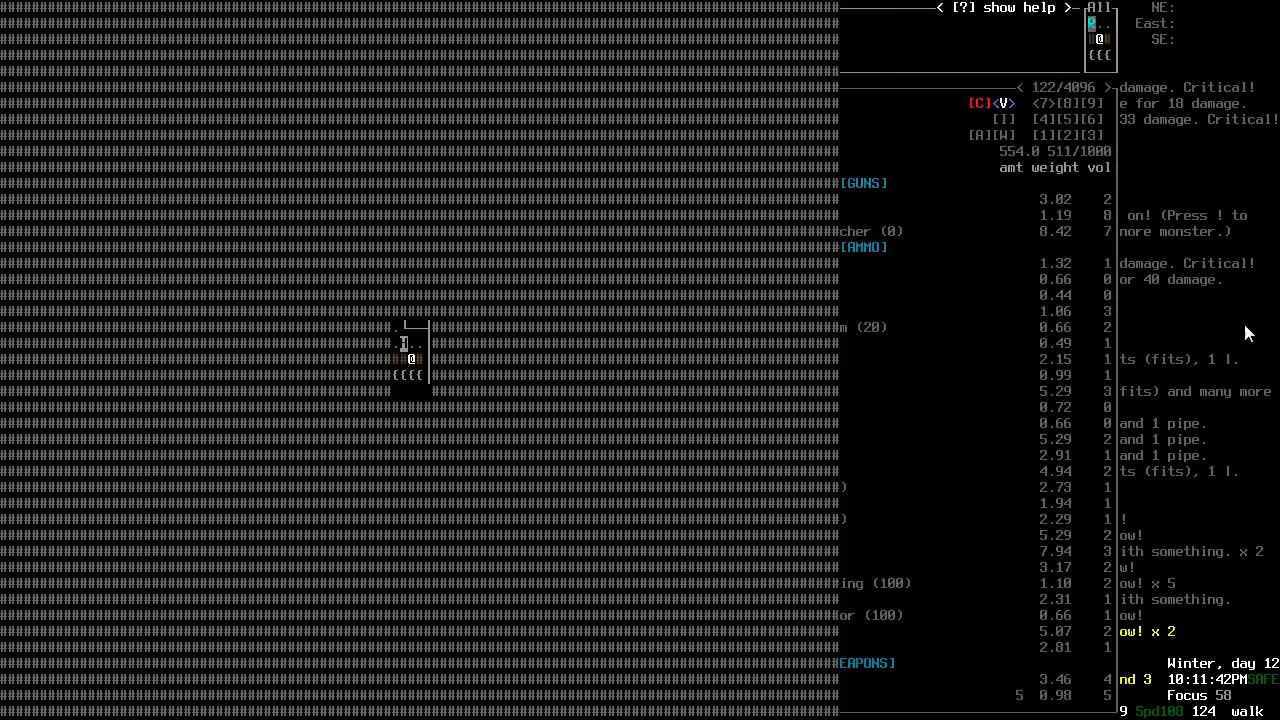 < [?] show help > All NE:
R.. East:
@ SE:
{{{
< 122/4096 > damage. Critical!
[C]<V> <7>[8][9] e for 18 damage.
[I] [4][5][6] 33 damage. Critical!
[A][W] [1][2][3]
554.0 511/1000
amt weight vol
[GUNS]
3.02 2
1.19 8 on! (Press ! to
cher (0) 8.42 7 nore monster.)
[AMMO]
1.32 1 damage. Critical!
0.66 0 or 40 damage.
0.44 0
1.06 3
m (20) 0.66 2
0.49 1
2.15 1 ts (fits), 1 l.
0.99 1
5.29 3 fits) and many more
0.72 0
0.66 0 and 1 pipe.
5.29 2 and 1 pipe.
2.91 1 and 1 pipe.
4.94 2 ts (fits), 1 l.
) 2.73 1
1.94 1
) 2.29 1 !
5.29 2 ow!
7.94 3 ith something. x 2
3.17 2 w!
ing (100) 1.10 2 ow! x 5
2.31 1 ith something.
or (100) 0.66 1 ow!
5.07 2 ow! x 2
2.81 1
EAPONS] Winter, day 12
3.46 4 nd 3 10:11:42PM SAFE
5 0.98 5 Focus 58
9 Spd108 124 walk